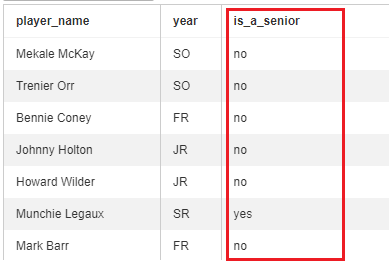 player_name year is_a_senior
Mekale McKay SO no
Trenier Orr SO no
Bennie Coney FR no
Johnny Holton JR no
Howard Wilder JR no
Munchie Legaux SR yes
Mark Barr FR no